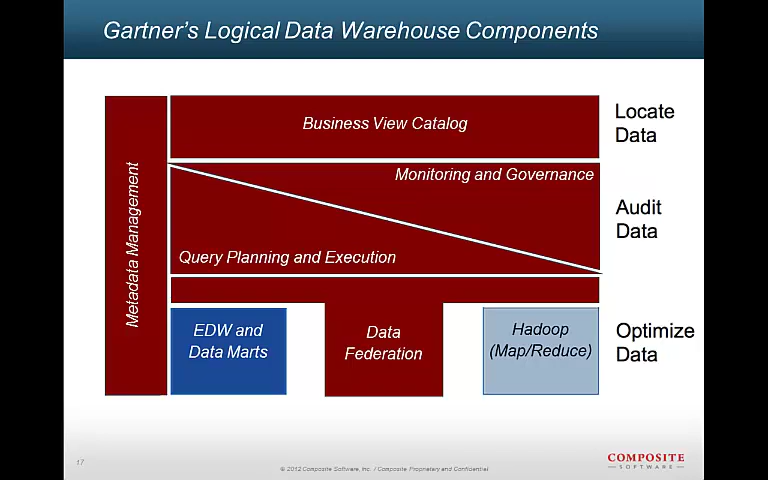 Gartner's Logical Data Warehouse Components
Metadata Management
Business View Catalog
Locate
Data
Monitoring and Governance
Query Planning and Execution
Audit
Data
EDW and
Data Marts
Data
Federation
Hadoop
(Map/Reduce)
Optimize
Data
17
© 2012 Composite Software, Inc. / Composite Proprietary and Confidential
COMPOSITE
SOFTWARE